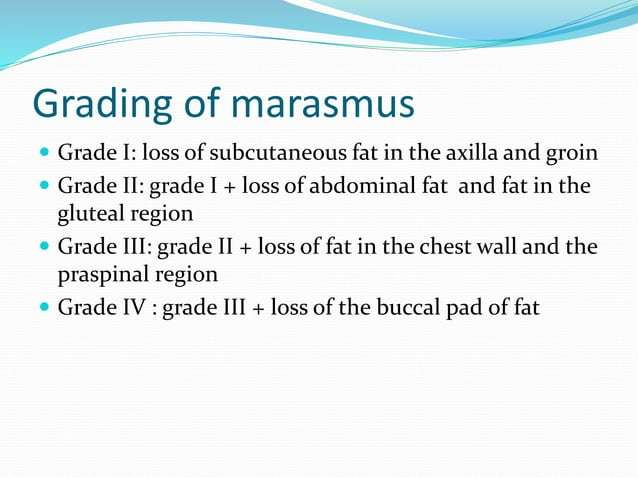 Grading of marasmus
• Grade I: loss of subcutaneous fat in the axilla and groin
• Grade II: grade I + loss of abdominal fat and fat in the
gluteal region
• Grade III: grade II + loss of fat in the chest wall and the
praspinal region
• Grade IV : grade III + loss of the buccal pad of fat